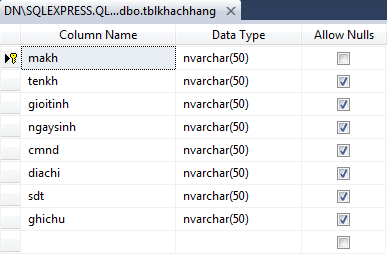 DN\SQLEXPRESS.QL...dbo.tblkhachhang
Column Name Data Type Allow Nulls
makh nvarchar(50)
tenkh nvarchar(50)
gioitinh nvarchar(50)
ngaysinh nvarchar(50)
cmnd nvarchar(50)
diachi nvarchar(50)
sdt nvarchar(50)
ghichu nvarchar(50)